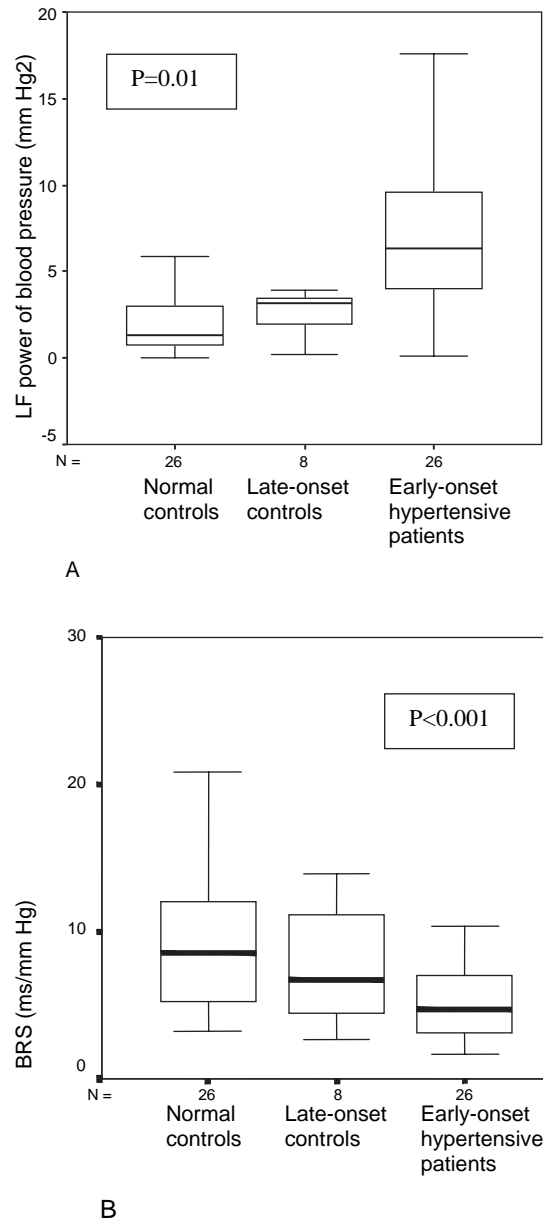 20
P=0.01
15
10
5
0
-5
LF power of blood pressure (mm Hg2)
N = 26 8 26
Normal controls
Late-onset controls
Early-onset hypertensive patients
A
30
P<0.001
20
10
0
BRS (ms/mm Hg)
N = 26 8 26
Normal controls
Late-onset controls
Early-onset hypertensive patients
B